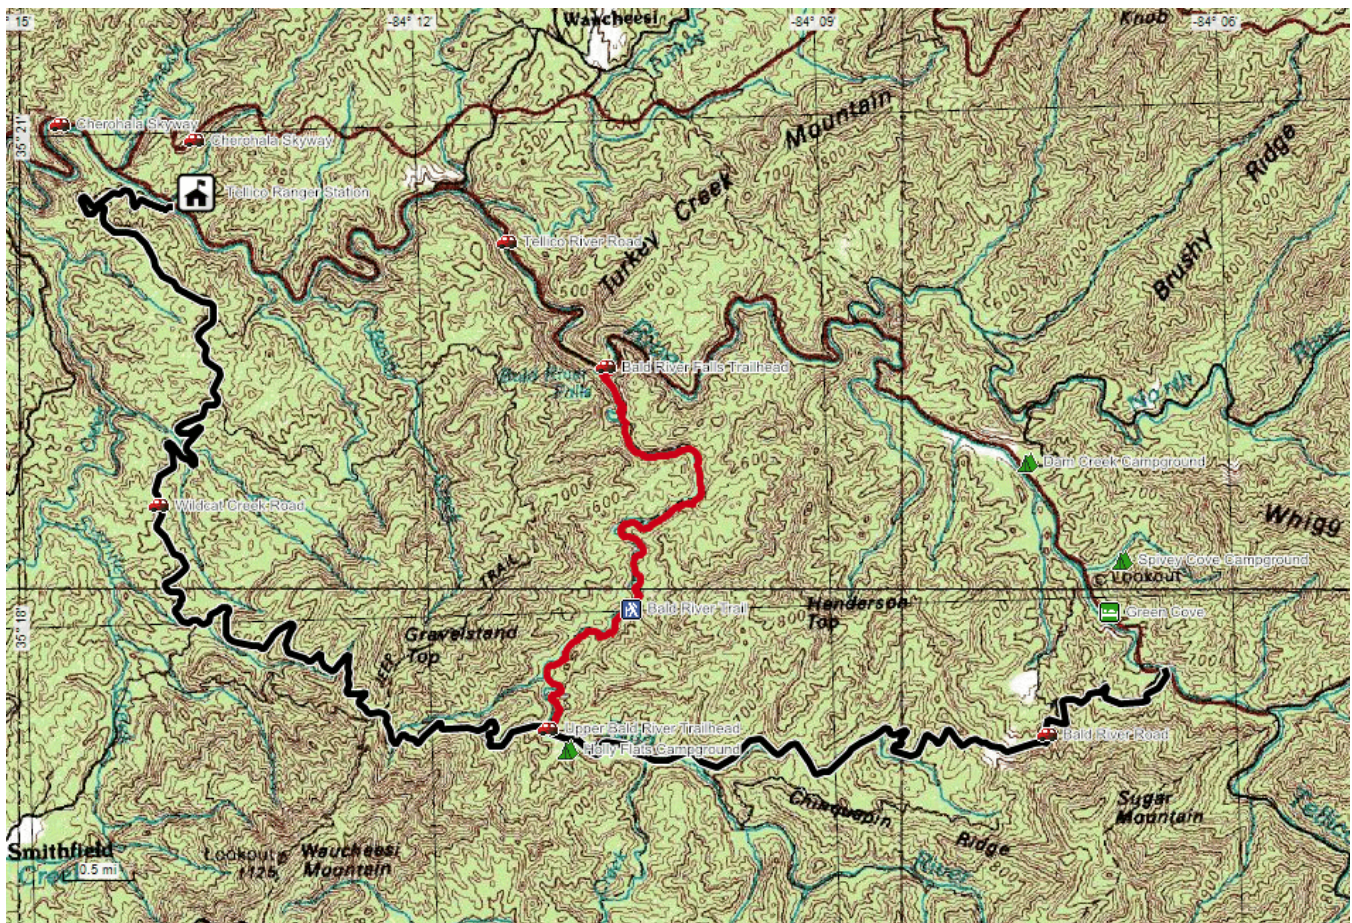 15'
-84° 12'
-84° 09'
-84° 06'
Waucheesi
Knob
35° 21'
Cherohala Skyway
Cherohala Skyway
Mountain
Ridge
Tellico Ranger Station
Creek
Tellico River Road
Turkey
Brushy
Bald River Falls Trailhead
Bald River
Falls
North
Dam Creek Campground
Wildcat Creek Road
Whigg
Spivey Cove Campground
Lookout
TRAIL
Bald River Trail
Henderson
Top
Green Cove
35° 18'
Gravelstand
Top
Upper Bald River Trailhead
Holly Flats Campground
Bald River Road
Chinquapin
Ridge
Sugar
Mountain
Smithfield
Creek
0.5 mi
Lookout
Waucheesi
Mountain
River